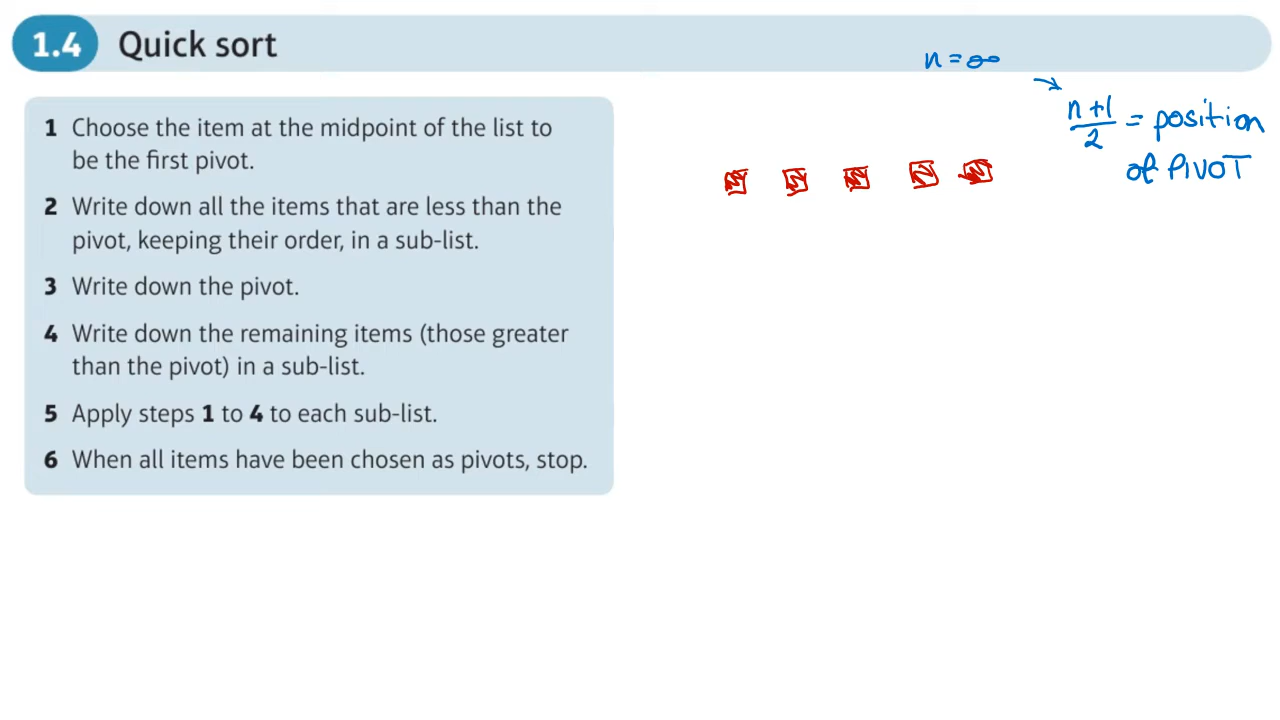 1.4 Quick sort
n = ∞
1 Choose the item at the midpoint of the list to
be the first pivot.
2 Write down all the items that are less than the
pivot, keeping their order, in a sub-list.
3 Write down the pivot.
4 Write down the remaining items (those greater
than the pivot) in a sub-list.
5 Apply steps 1 to 4 to each sub-list.
6 When all items have been chosen as pivots, stop.
→ n+1/2 = position
of PIVOT